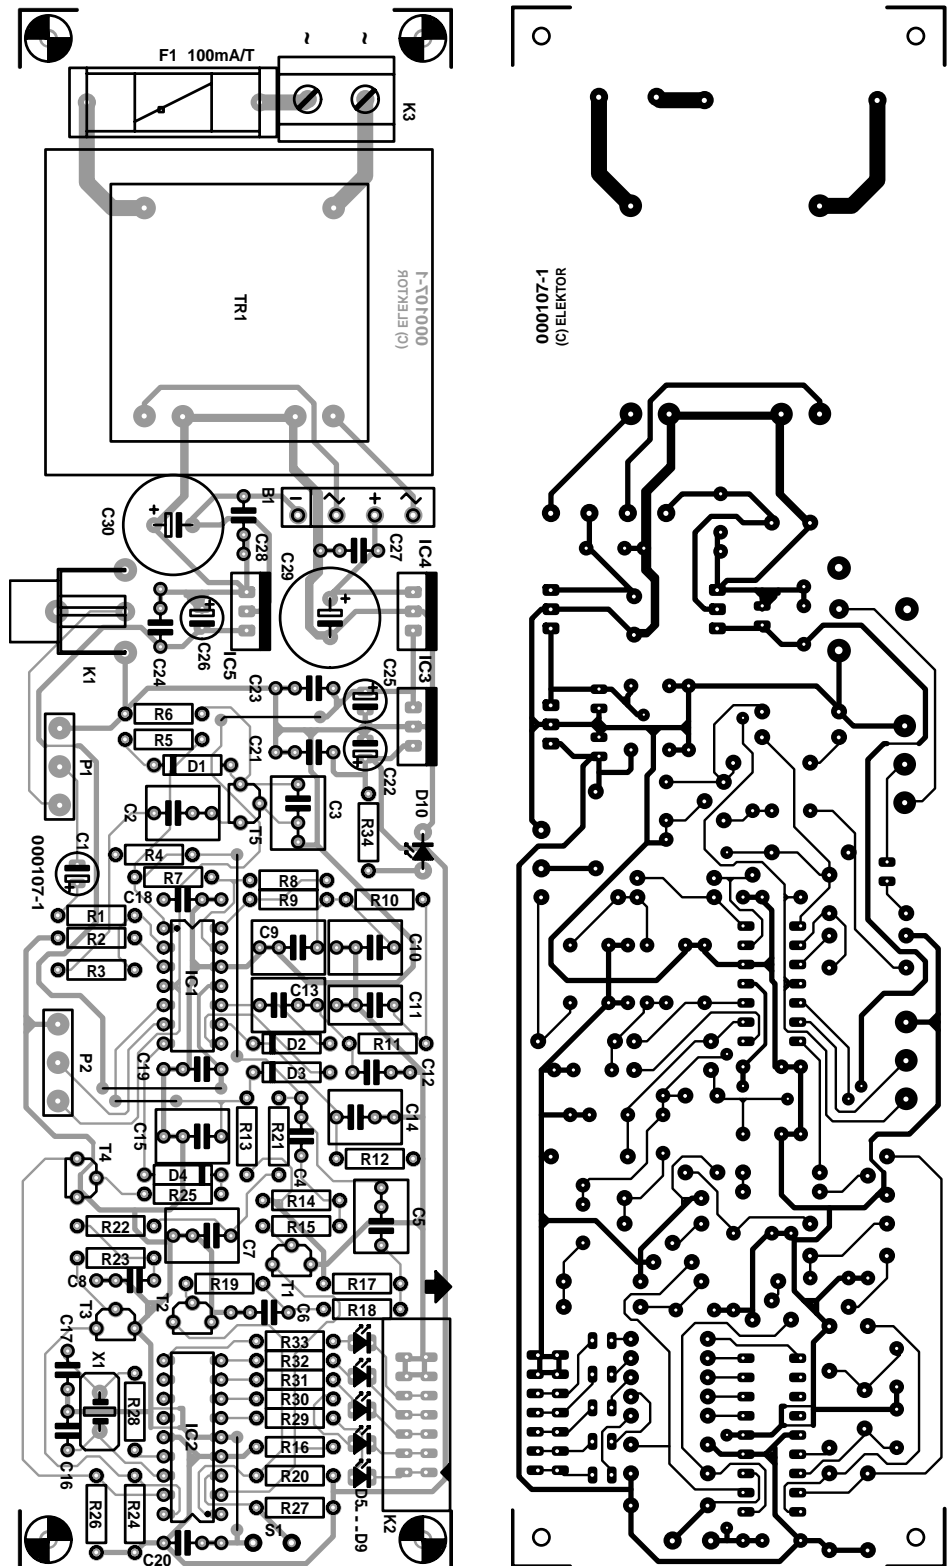 ~ ~
F1 100mA/T
K3
TR1
(C) ELEKTOR
000107-1
000107-1
(C) ELEKTOR
B1
- ~ + ~
C30
+
C28
C29
+
C27
IC4
K1
C24
C26
+
IC5
C23
C25
+
IC3
R6
R5
C21
D1
C22
+
P1
C2
T5
C3
R34
D10
C1
+
000107-1
R4
R7
C18
R8
R9
R10
R1
R2
R3
IC1
C9
C10
C13
C11
D2
R11
P2
C19
D3
C12
C15
R13
R21
C14
T4
D4
R25
C4
R12
R14
R15
C5
R22
R23
C7
C8
T1
R19
R17
T3
T2
C6
R18
C17
X1
R28
IC2
R33
R32
R31
R30
R29
R16
R20
R27
C16
R26
R24
C20
S1
D5...D9
K2